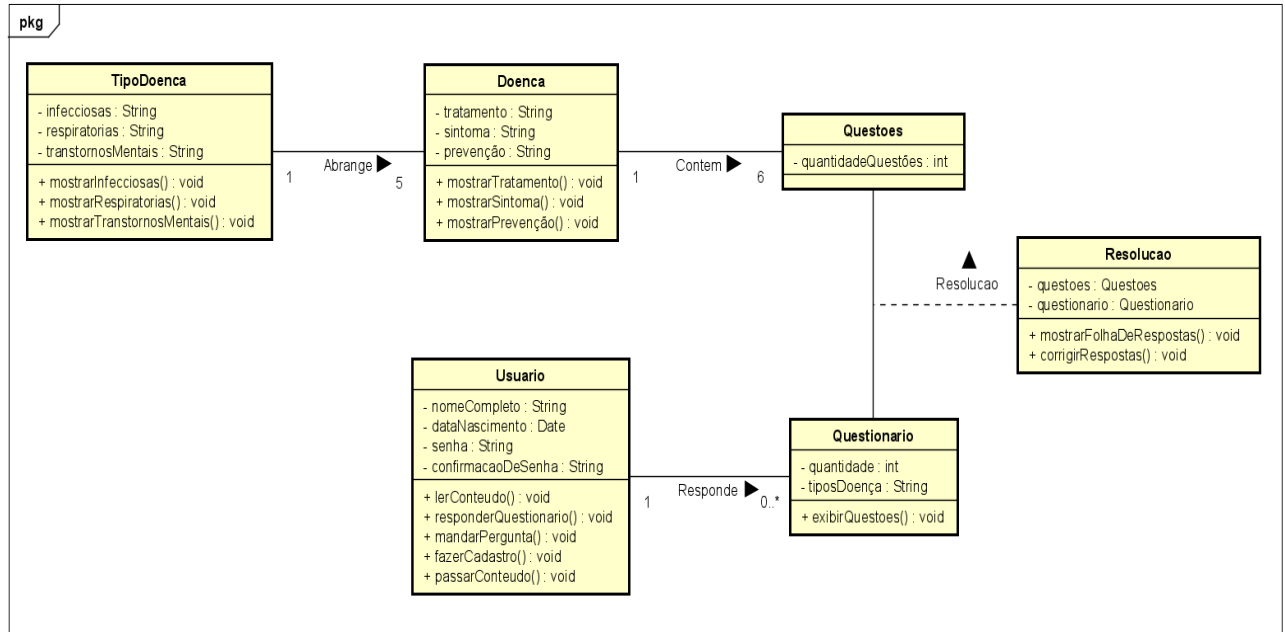 pkg
TipoDoenca
- infecciosas : String
- respiratorias : String
- transtornosMentais : String
+ mostrarInfecciosas() : void
+ mostrarRespiratorias() : void
+ mostrarTranstornosMentais() : void
1
Abrange
5
Doenca
- tratamento : String
- sintoma : String
- prevenção : String
+ mostrarTratamento() : void
+ mostrarSintoma() : void
+ mostrarPrevenção() : void
1
Contem
6
Questoes
- quantidadeQuestões : int
Resolucao
Resolucao
- questoes : Questoes
- questionario : Questionario
+ mostrarFolhaDeRespostas() : void
+ corrigirRespostas() : void
Usuario
- nomeCompleto : String
- dataNascimento : Date
- senha : String
- confirmacaoDeSenha : String
+ lerConteudo() : void
+ responderQuestionario() : void
+ mandarPergunta() : void
+ fazerCadastro() : void
+ passarConteudo() : void
1
Responde
0..*
Questionario
- quantidade : int
- tiposDoença : String
+ exibirQuestoes() : void